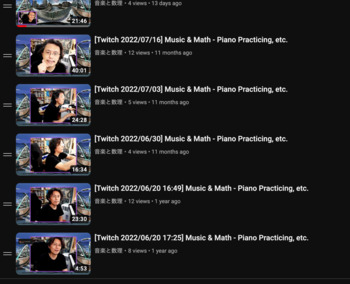 音楽と数理・4 views・13 days ago
21:46
[Twitch 2022/07/16] Music & Math - Piano Practicing, etc.
音楽と数理・12 views・11 months ago
40:01
[Twitch 2022/07/03] Music & Math - Piano Practicing, etc.
音楽と数理・5 views・11 months ago
24:28
[Twitch 2022/06/30] Music & Math - Piano Practicing, etc.
音楽と数理・4 views・11 months ago
16:34
[Twitch 2022/06/20 16:49] Music & Math - Piano Practicing, etc.
音楽と数理・12 views・1 year ago
23:30
[Twitch 2022/06/20 17:25] Music & Math - Piano Practicing, etc.
音楽と数理・8 views・1 year ago
4:53